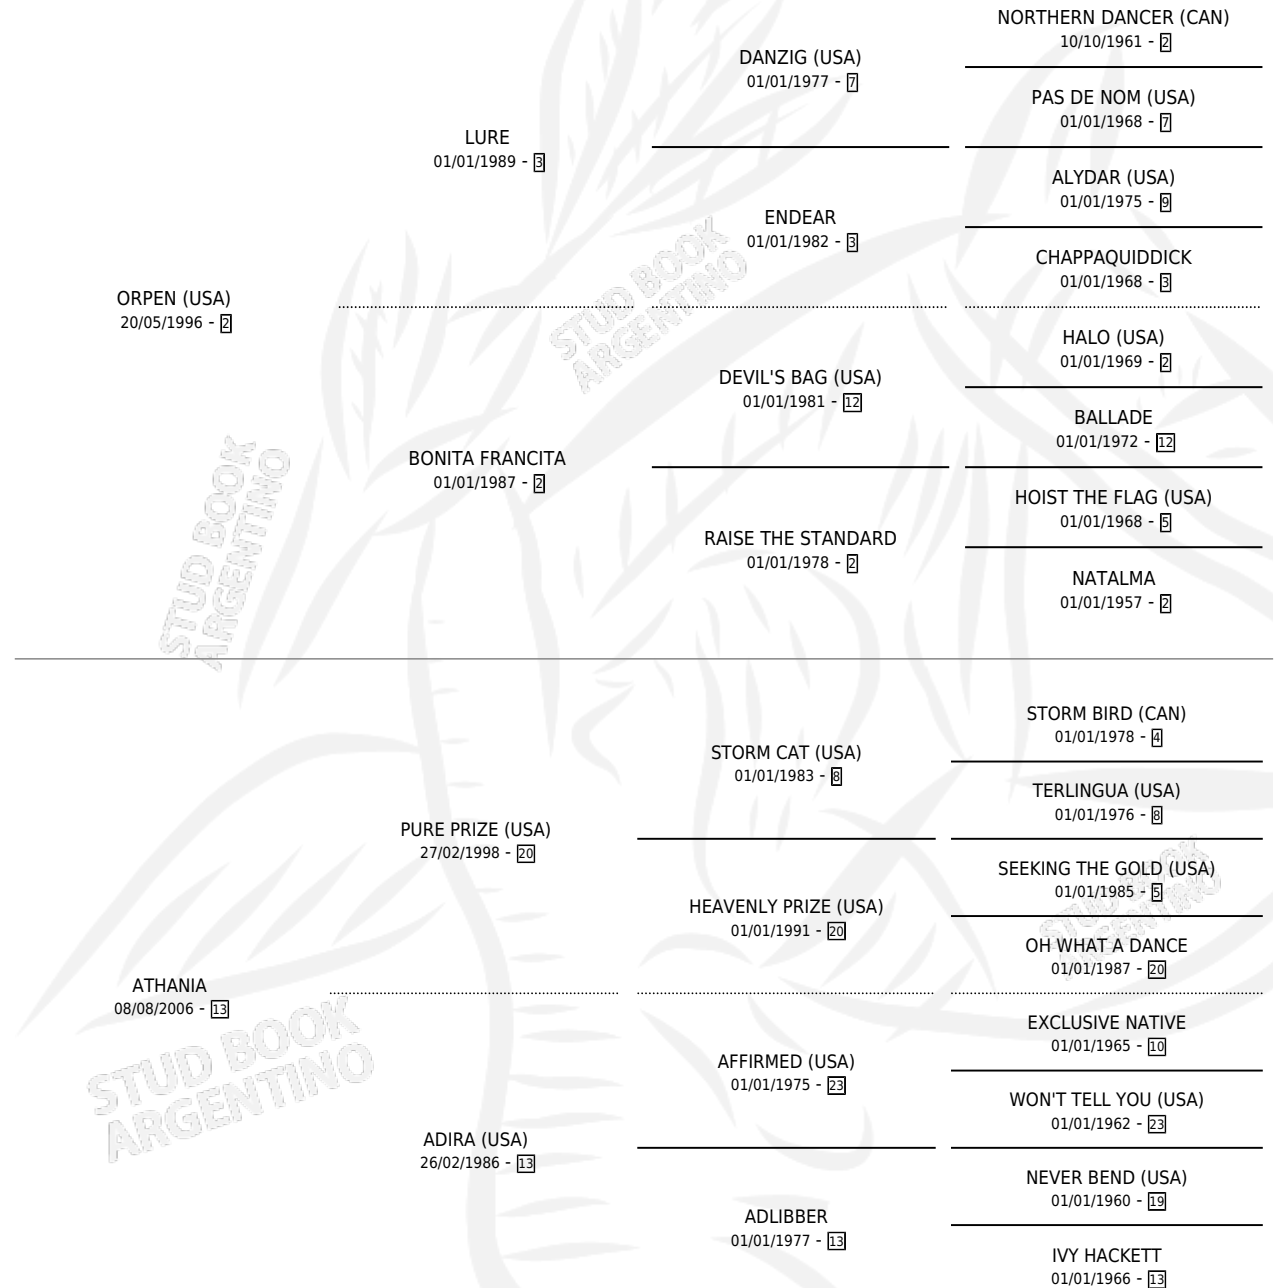 NORTHERN DANCER (CAN)
10/10/1961 - 2
DANZIG (USA)
01/01/1977 - 7
PAS DE NOM (USA)
01/01/1968 - 7
LURE
01/01/1989 - 3
ALYDAR (USA)
01/01/1975 - 9
ENDEAR
01/01/1982 - 3
CHAPPAQUIDDICK
01/01/1968 - 3
ORPEN (USA)
20/05/1996 - 2
STUD BOOK
ARGENTINO
HALO (USA)
01/01/1969 - 2
DEVIL'S BAG (USA)
01/01/1981 - 12
BALLADE
01/01/1972 - 12
BONITA FRANCITA
01/01/1987 - 2
HOIST THE FLAG (USA)
01/01/1968 - 5
RAISE THE STANDARD
01/01/1978 - 2
NATALMA
01/01/1957 - 2
STUD BOOK
ARGENTINO
STORM BIRD (CAN)
01/01/1978 - 4
STORM CAT (USA)
01/01/1983 - 8
TERLINGUA (USA)
01/01/1976 - 8
PURE PRIZE (USA)
27/02/1998 - 20
SEEKING THE GOLD (USA)
01/01/1985 - 5
HEAVENLY PRIZE (USA)
01/01/1991 - 20
STUD BOOK
ARGENTINO
OH WHAT A DANCE
01/01/1987 - 20
ATHANIA
08/08/2006 - 13
EXCLUSIVE NATIVE
01/01/1965 - 10
AFFIRMED (USA)
01/01/1975 - 23
WON'T TELL YOU (USA)
01/01/1962 - 23
STUD BOOK
ARGENTINO
ADIRA (USA)
26/02/1986 - 13
NEVER BEND (USA)
01/01/1960 - 19
ADLIBBER
01/01/1977 - 13
IVY HACKETT
01/01/1966 - 13